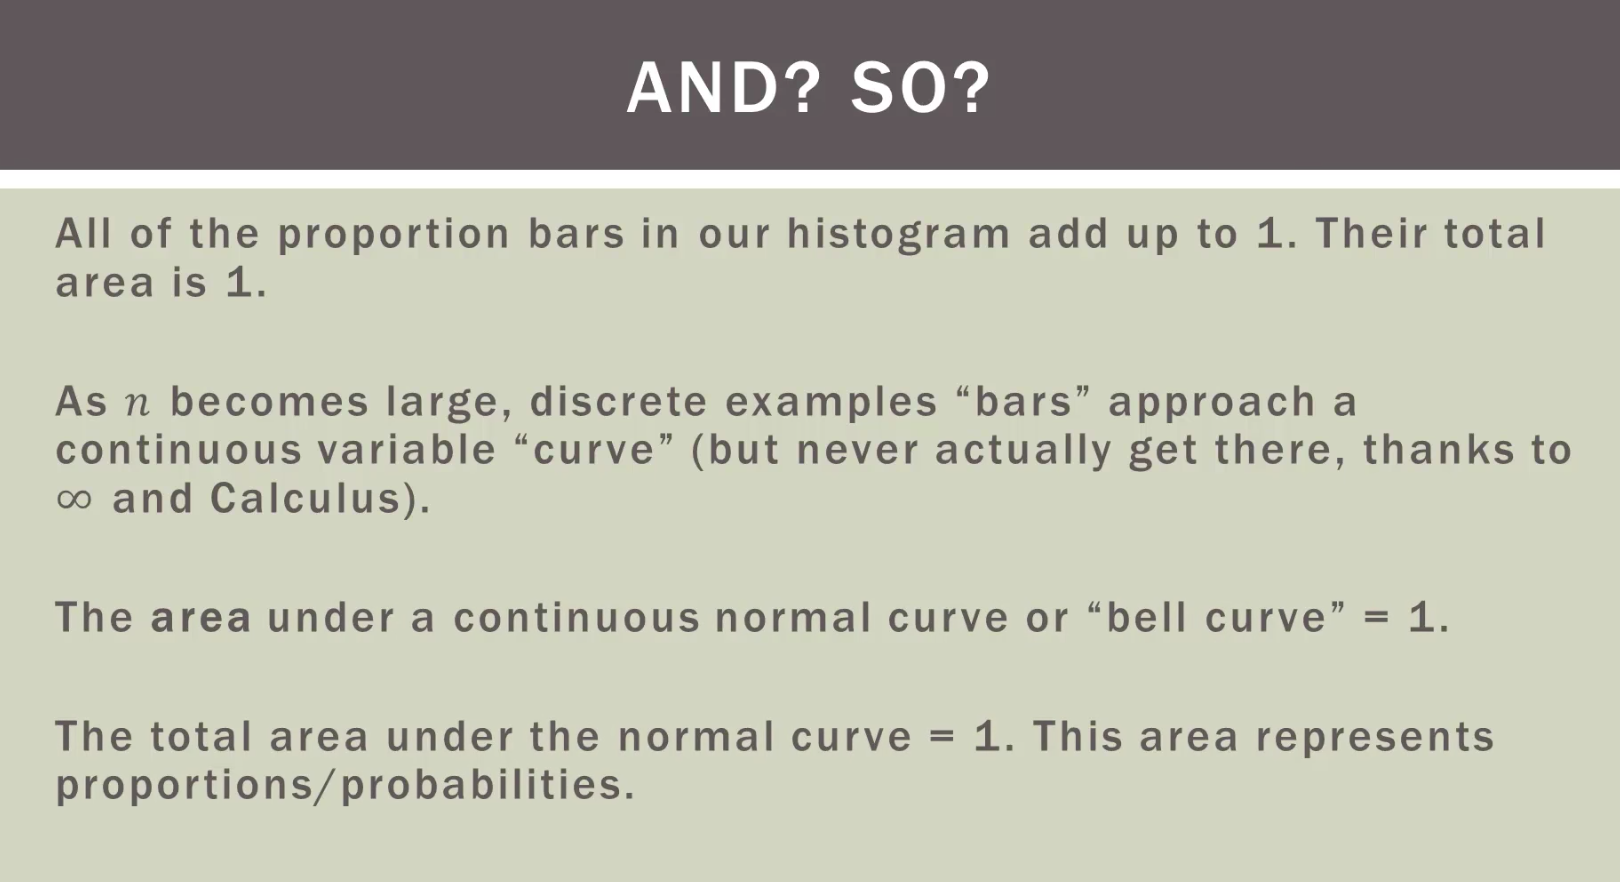 AND? SO?
All of the proportion bars in our histogram add up to 1. Their total
area is 1.
As n becomes large, discrete examples “bars” approach a
continuous variable “curve” (but never actually get there, thanks to
∞ and Calculus).
The area under a continuous normal curve or “bell curve” = 1.
The total area under the normal curve = 1. This area represents
proportions/probabilities.